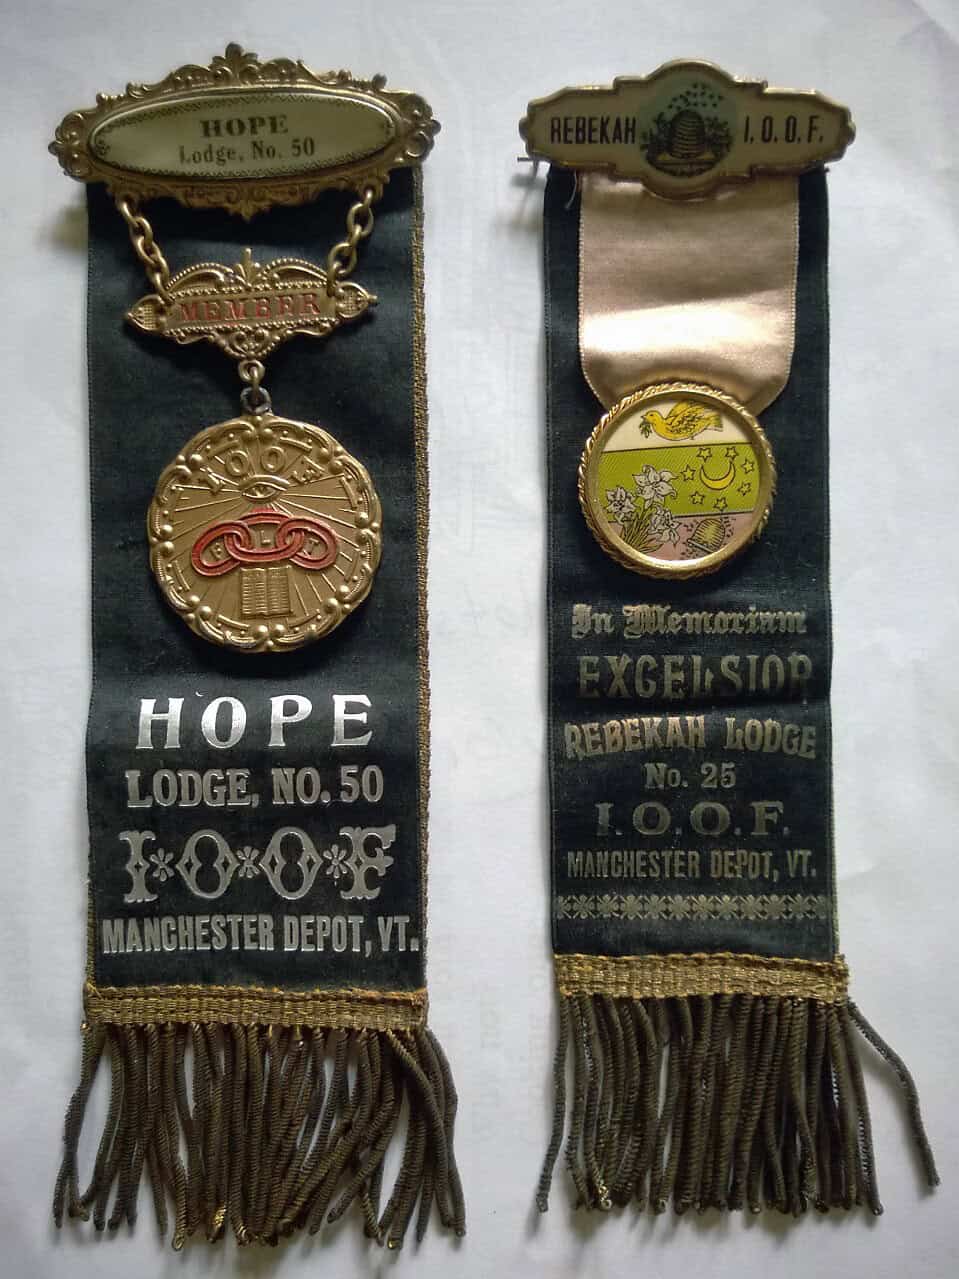 HOPE
Lodge, No. 50
MEMBER
I O O F
F L T
HOPE
LODGE, NO. 50
I*O*O*F
MANCHESTER DEPOT, VT.
REBEKAH I.O.O.F.
In Memoriam
EXCELSIOR
REBEKAH LODGE
No. 25
I.O.O.F.
MANCHESTER DEPOT, VT.